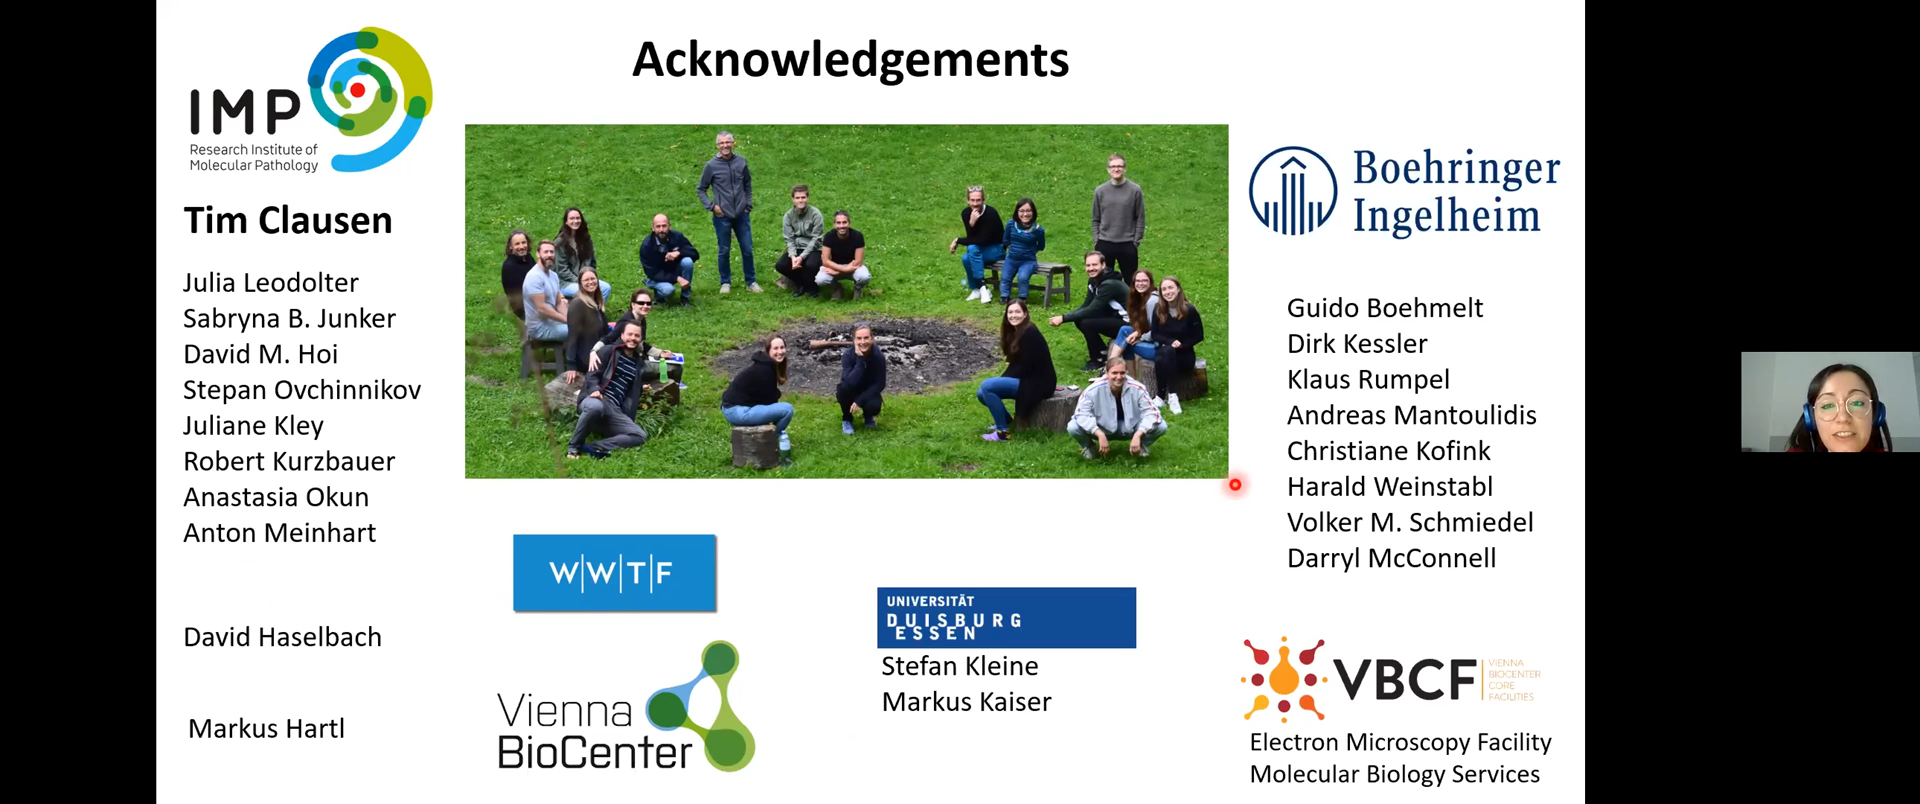 Acknowledgements
IMP
Research Institute of
Molecular Pathology
Tim Clausen
Julia Leodolter
Sabryna B. Junker
David M. Hoi
Stepan Ovchinnikov
Juliane Kley
Robert Kurzbauer
Anastasia Okun
Anton Meinhart
David Haselbach
Markus Hartl
WWTF
Vienna
BioCenter
UNIVERSITÄT
DUISBURG
ESSEN
Stefan Kleine
Markus Kaiser
Boehringer
Ingelheim
Guido Boehmelt
Dirk Kessler
Klaus Rumpel
Andreas Mantoulidis
Christiane Kofink
Harald Weinstabl
Volker M. Schmiedel
Darryl McConnell
VBCF
VIENNA
BIOCENTER
CORE
FACILITIES
Electron Microscopy Facility
Molecular Biology Services